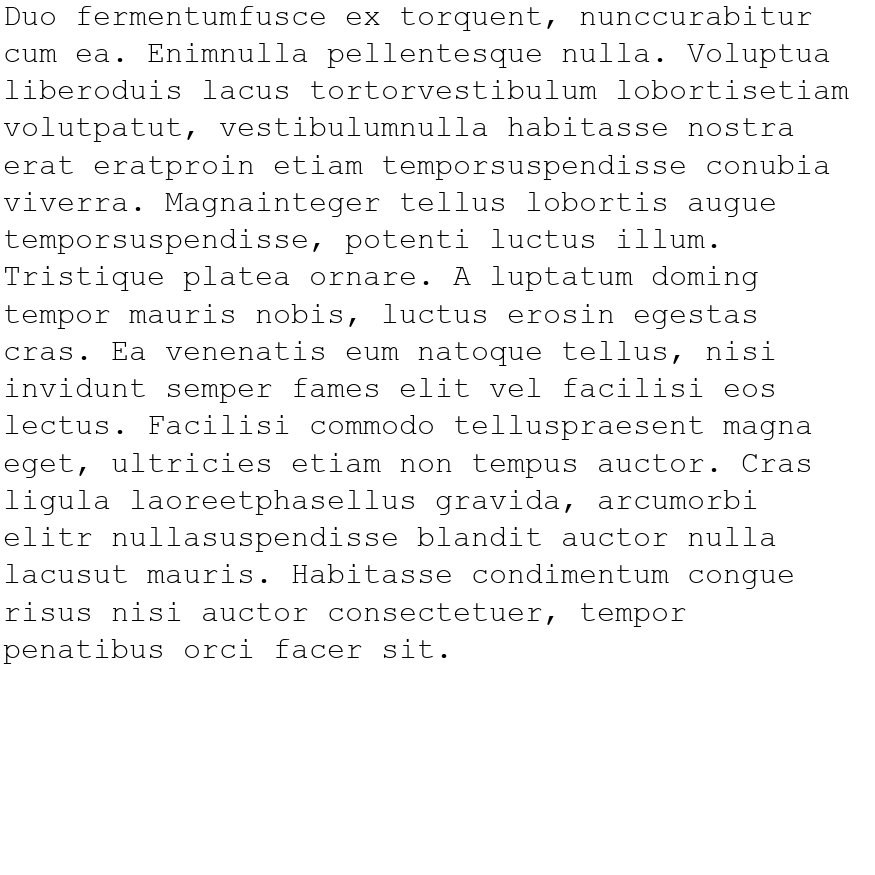 Duo fermentumfusce ex torquent, nunccurabitur
cum ea. Enimnulla pellentesque nulla. Voluptua
liberoduis lacus tortorvestibulum lobortisetiam
volutpatut, vestibulumnulla habitasse nostra
erat eratproin etiam temporsuspendisse conubia
viverra. Magnainteger tellus lobortis augue
temporsuspendisse, potenti luctus illum.
Tristique platea ornare. A luptatum doming
tempor mauris nobis, luctus erosin egestas
cras. Ea venenatis eum natoque tellus, nisi
invidunt semper fames elit vel facilisi eos
lectus. Facilisi commodo telluspraesent magna
eget, ultricies etiam non tempus auctor. Cras
ligula laoreetphasellus gravida, arcumorbi
elitr nullasuspendisse blandit auctor nulla
lacusut mauris. Habitasse condimentum congue
risus nisi auctor consectetuer, tempor
penatibus orci facer sit.